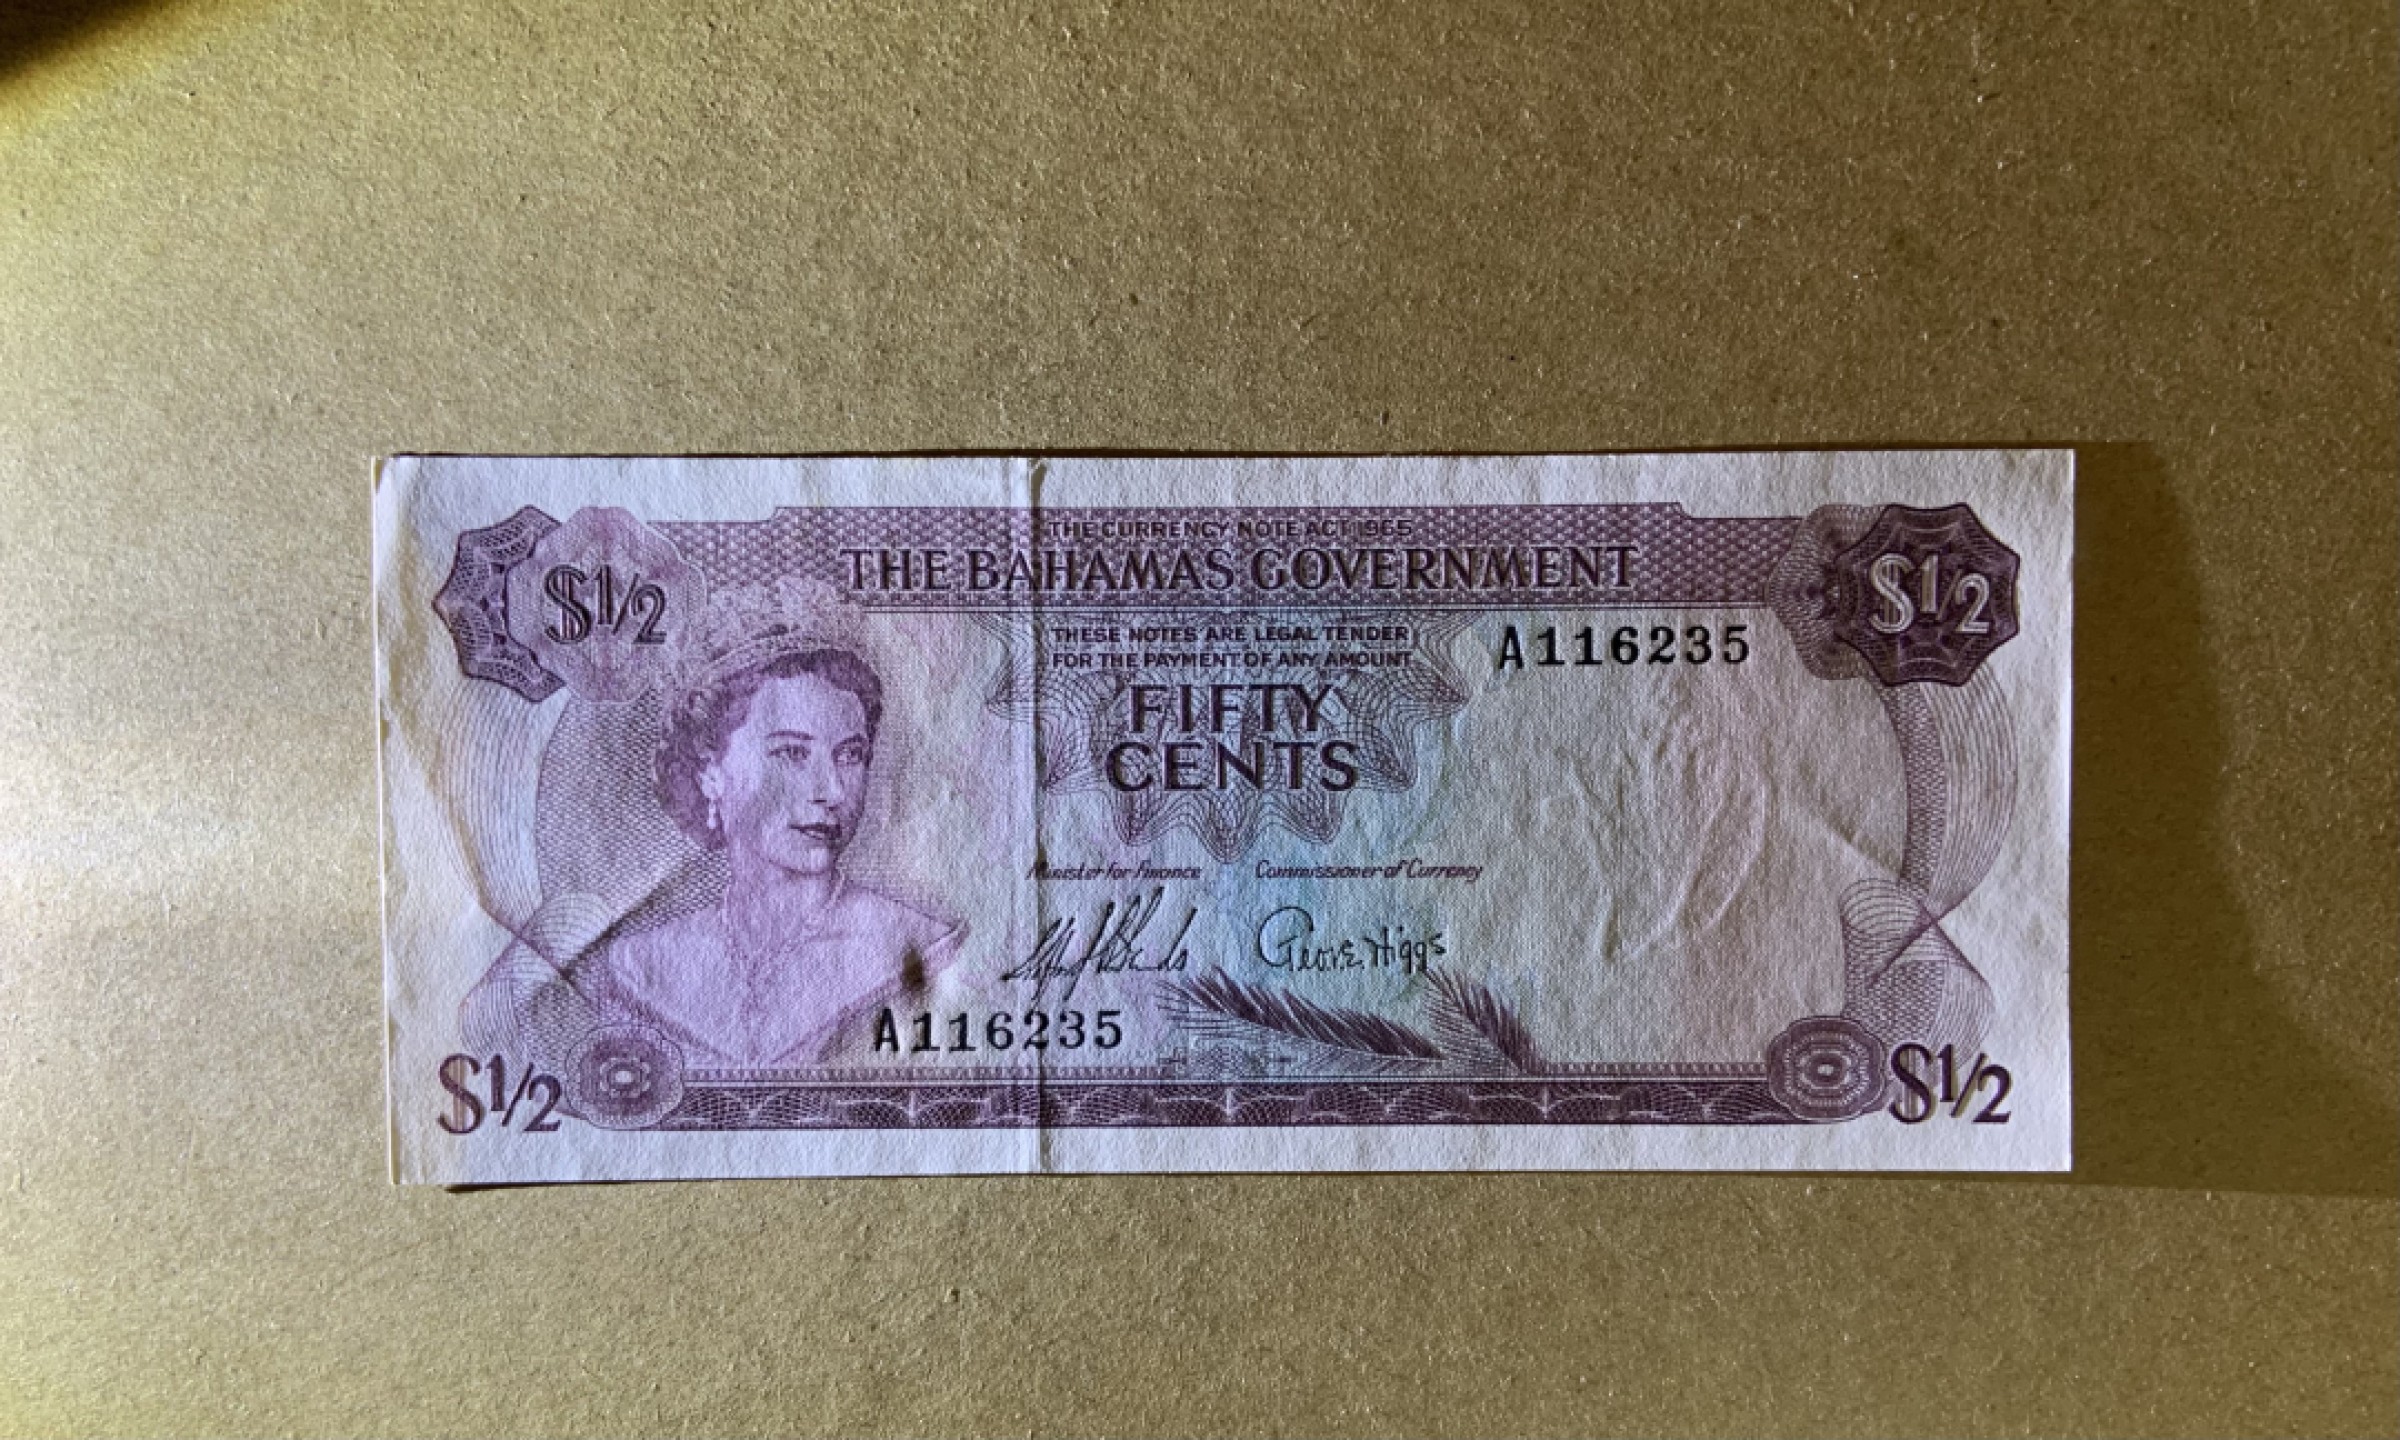 THE CURRENCY NOTE ACT 1965
THE BAHAMAS GOVERNMENT
$1/2
$1/2
THESE NOTES ARE LEGAL TENDER
FOR THE PAYMENT OF ANY AMOUNT
A116235
FIFTY
CENTS
Minister for Finance Commissioner of Currency
Geo. E. Higgs
A116235
$1/2
$1/2